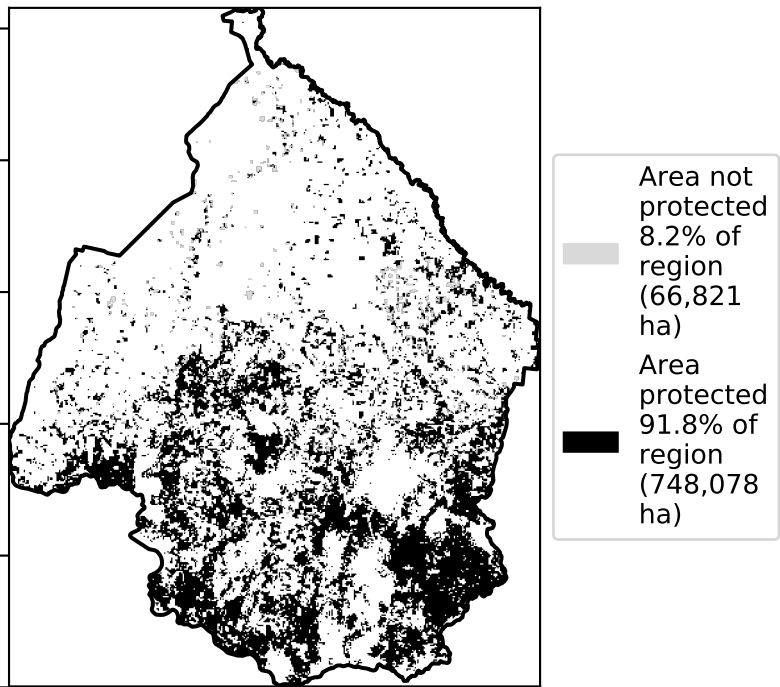 Area not
protected
8.2% of
region
(66,821
ha)
Area
protected
91.8% of
region
(748,078
ha)